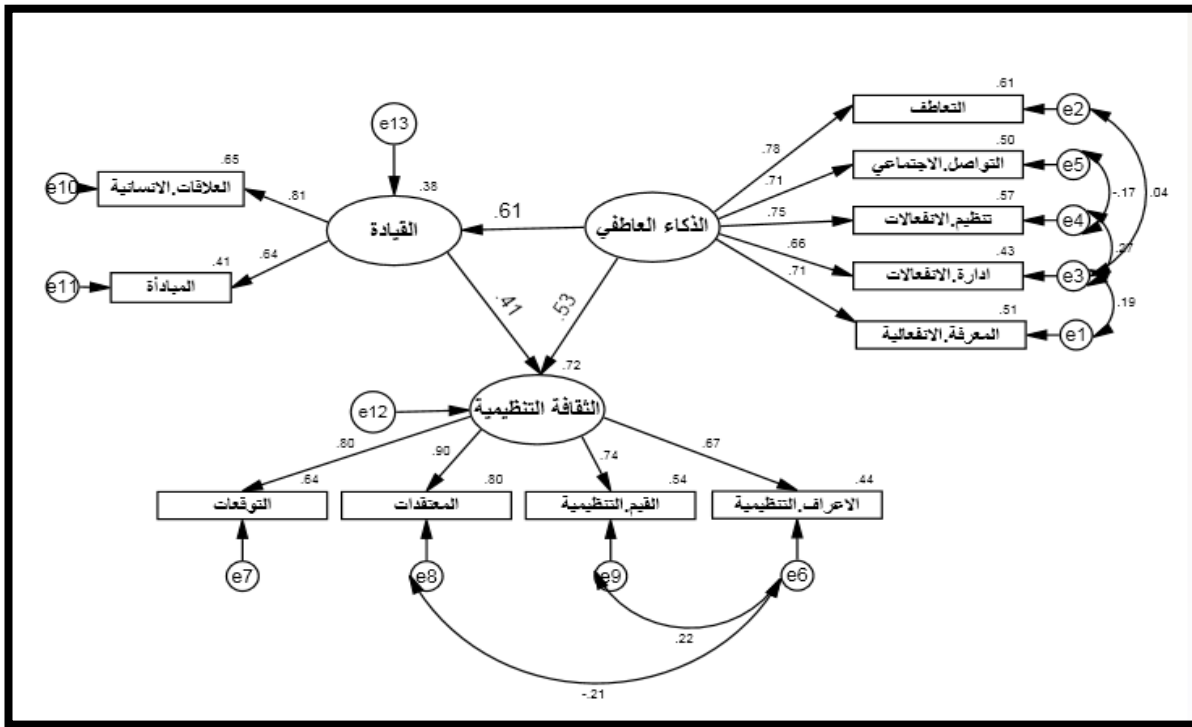 e13
.61
التعاطف
e2
.65
.50
.78
e10
العلاقات.الانسانية
.81
.38
التواصل.الاجتماعي
e5
.71
-.17
.04
القيادة
.61
الذكاء العاطفي
.57
.75
تنظيم.الانفعالات
e4
.64
.66
.43
.27
.41
e11
المبادأة
ادارة.الانفعالات
e3
.71
.19
.41
.53
.51
المعرفة.الانفعالية
e1
.72
e12
الثقافة التنظيمية
.80
.90
.74
.67
.64
.80
.54
.44
التوقعات
المعتقدات
القيم.التنظيمية
الاعراف.التنظيمية
e7
e8
e9
e6
.22
-.21